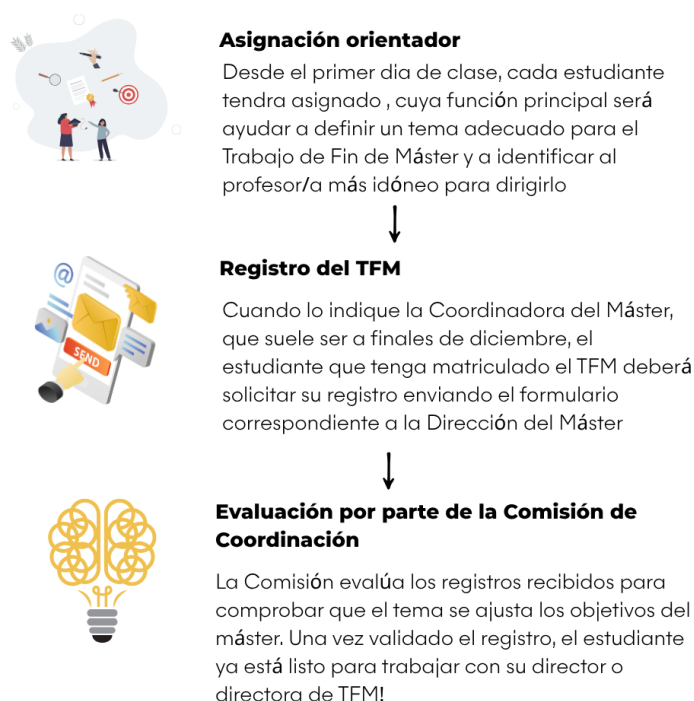 Asignación orientador
Desde el primer dia de clase, cada estudiante
tendra asignado , cuya función principal será
ayudar a definir un tema adecuado para el
Trabajo de Fin de Máster y a identificar al
profesor/a más idóneo para dirigirlo
Registro del TFM
@
SEND
Cuando lo indique la Coordinadora del Máster,
que suele ser a finales de diciembre, el
estudiante que tenga matriculado el TFM deberá
solicitar su registro enviando el formulario
correspondiente a la Dirección del Máster
Evaluación por parte de la Comisión de
Coordinación
La Comisión evalúa los registros recibidos para
comprobar que el tema se ajusta los objetivos del
máster. Una vez validado el registro, el estudiante
ya está listo para trabajar con su director o
directora de TFM!